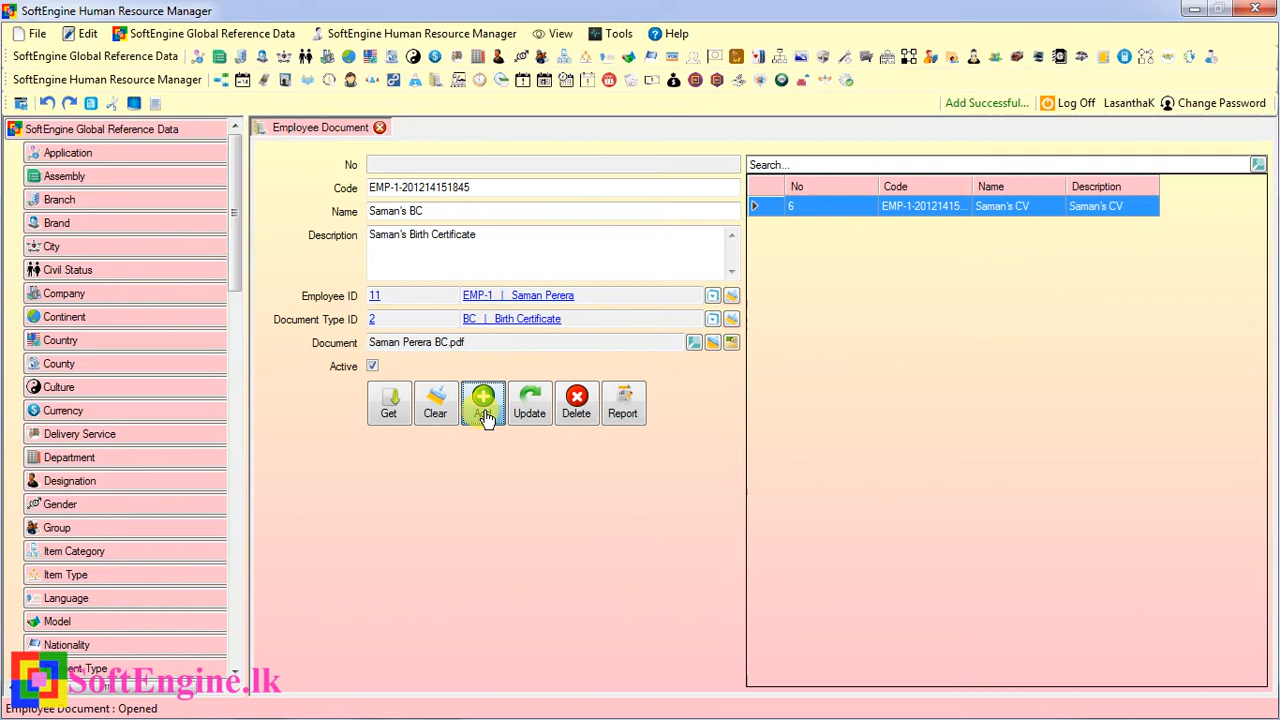 SoftEngine Human Resource Manager
File Edit SoftEngine Global Reference Data SoftEngine Human Resource Manager View Tools Help
SoftEngine Global Reference Data
SoftEngine Human Resource Manager
Add Successful... Log Off LasanthaK Change Password
SoftEngine Global Reference Data
Application
Assembly
Branch
Brand
City
Civil Status
Company
Continent
Country
County
Culture
Currency
Delivery Service
Department
Designation
Gender
Group
Item Category
Item Type
Language
Model
Nationality
Employee Document
No
Code EMP-1-201214151845
Name Saman's BC
Description Saman's Birth Certificate
Employee ID 11 EMP-1 | Saman Perera
Document Type ID 2 BC | Birth Certificate
Document Saman Perera BC.pdf
Active
Get Clear Add Update Delete Report
Search...
No Code Name Description
6 EMP-1-20121415... Saman's CV Saman's CV
SoftEngine.lk
Employee Document : Opened